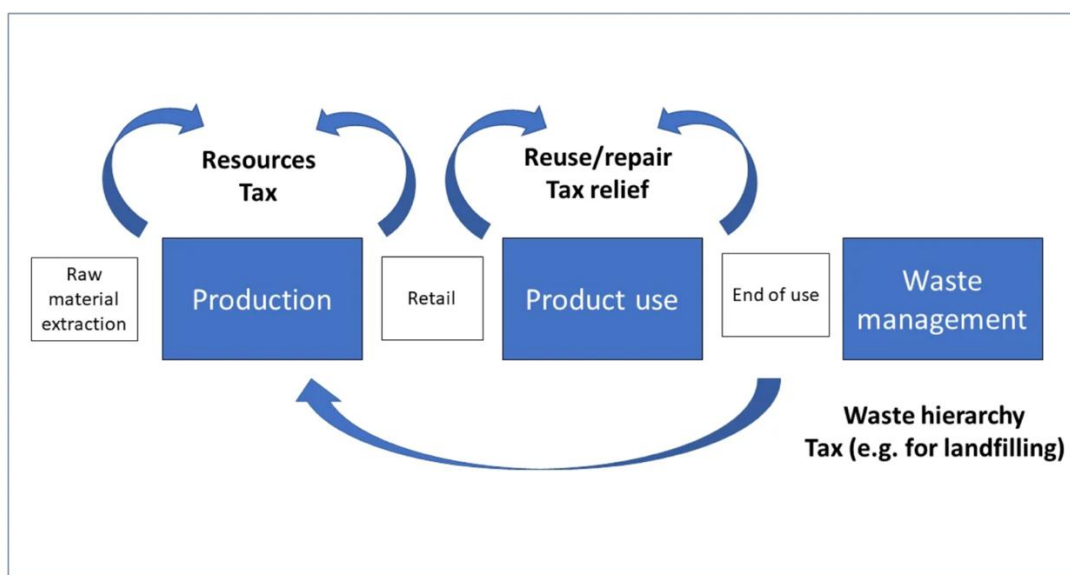 Resources
Tax
Reuse/repair
Tax relief
Raw
material
extraction
Production
Retail
Product use
End of use
Waste
management
Waste hierarchy
Tax (e.g. for landfilling)